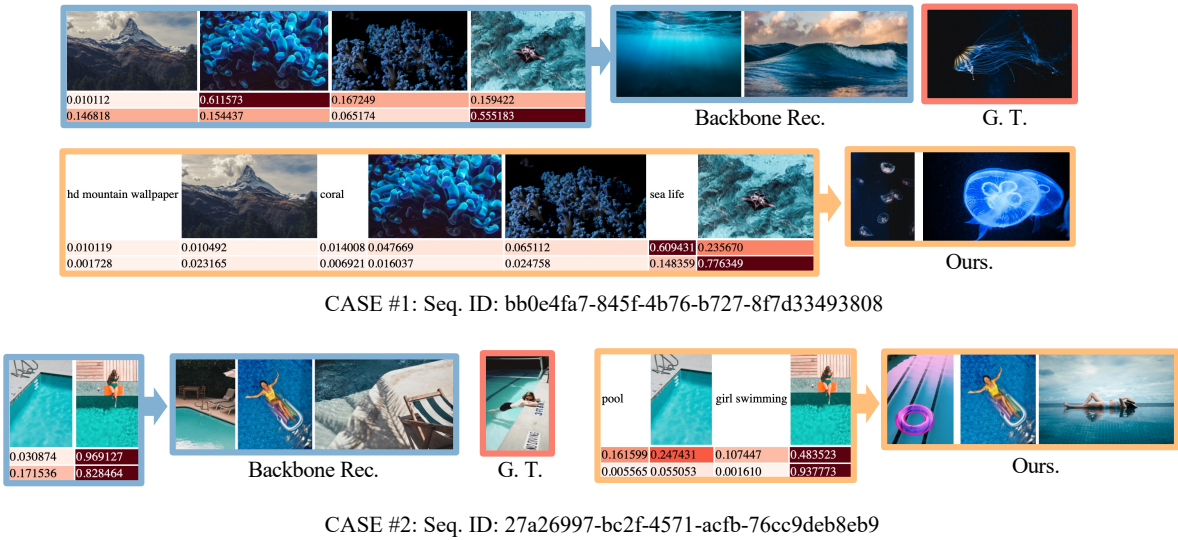 0.010112 0.611573 0.167249 0.159422
0.146818 0.154437 0.065174 0.555183
Backbone Rec.
G. T.
hd mountain wallpaper
coral
sea life
0.010119 0.010492 0.014008 0.047669 0.065112 0.609431 0.235670
0.001728 0.023165 0.006921 0.016037 0.024758 0.148359 0.776349
Ours.
CASE #1: Seq. ID: bb0e4fa7-845f-4b76-b727-8f7d33493808
0.030874 0.969127
0.171536 0.828464
Backbone Rec.
G. T.
pool
girl swimming
0.161599 0.247431 0.107447 0.483523
0.005565 0.055053 0.001610 0.937773
Ours.
CASE #2: Seq. ID: 27a26997-bc2f-4571-acfb-76cc9deb8eb9